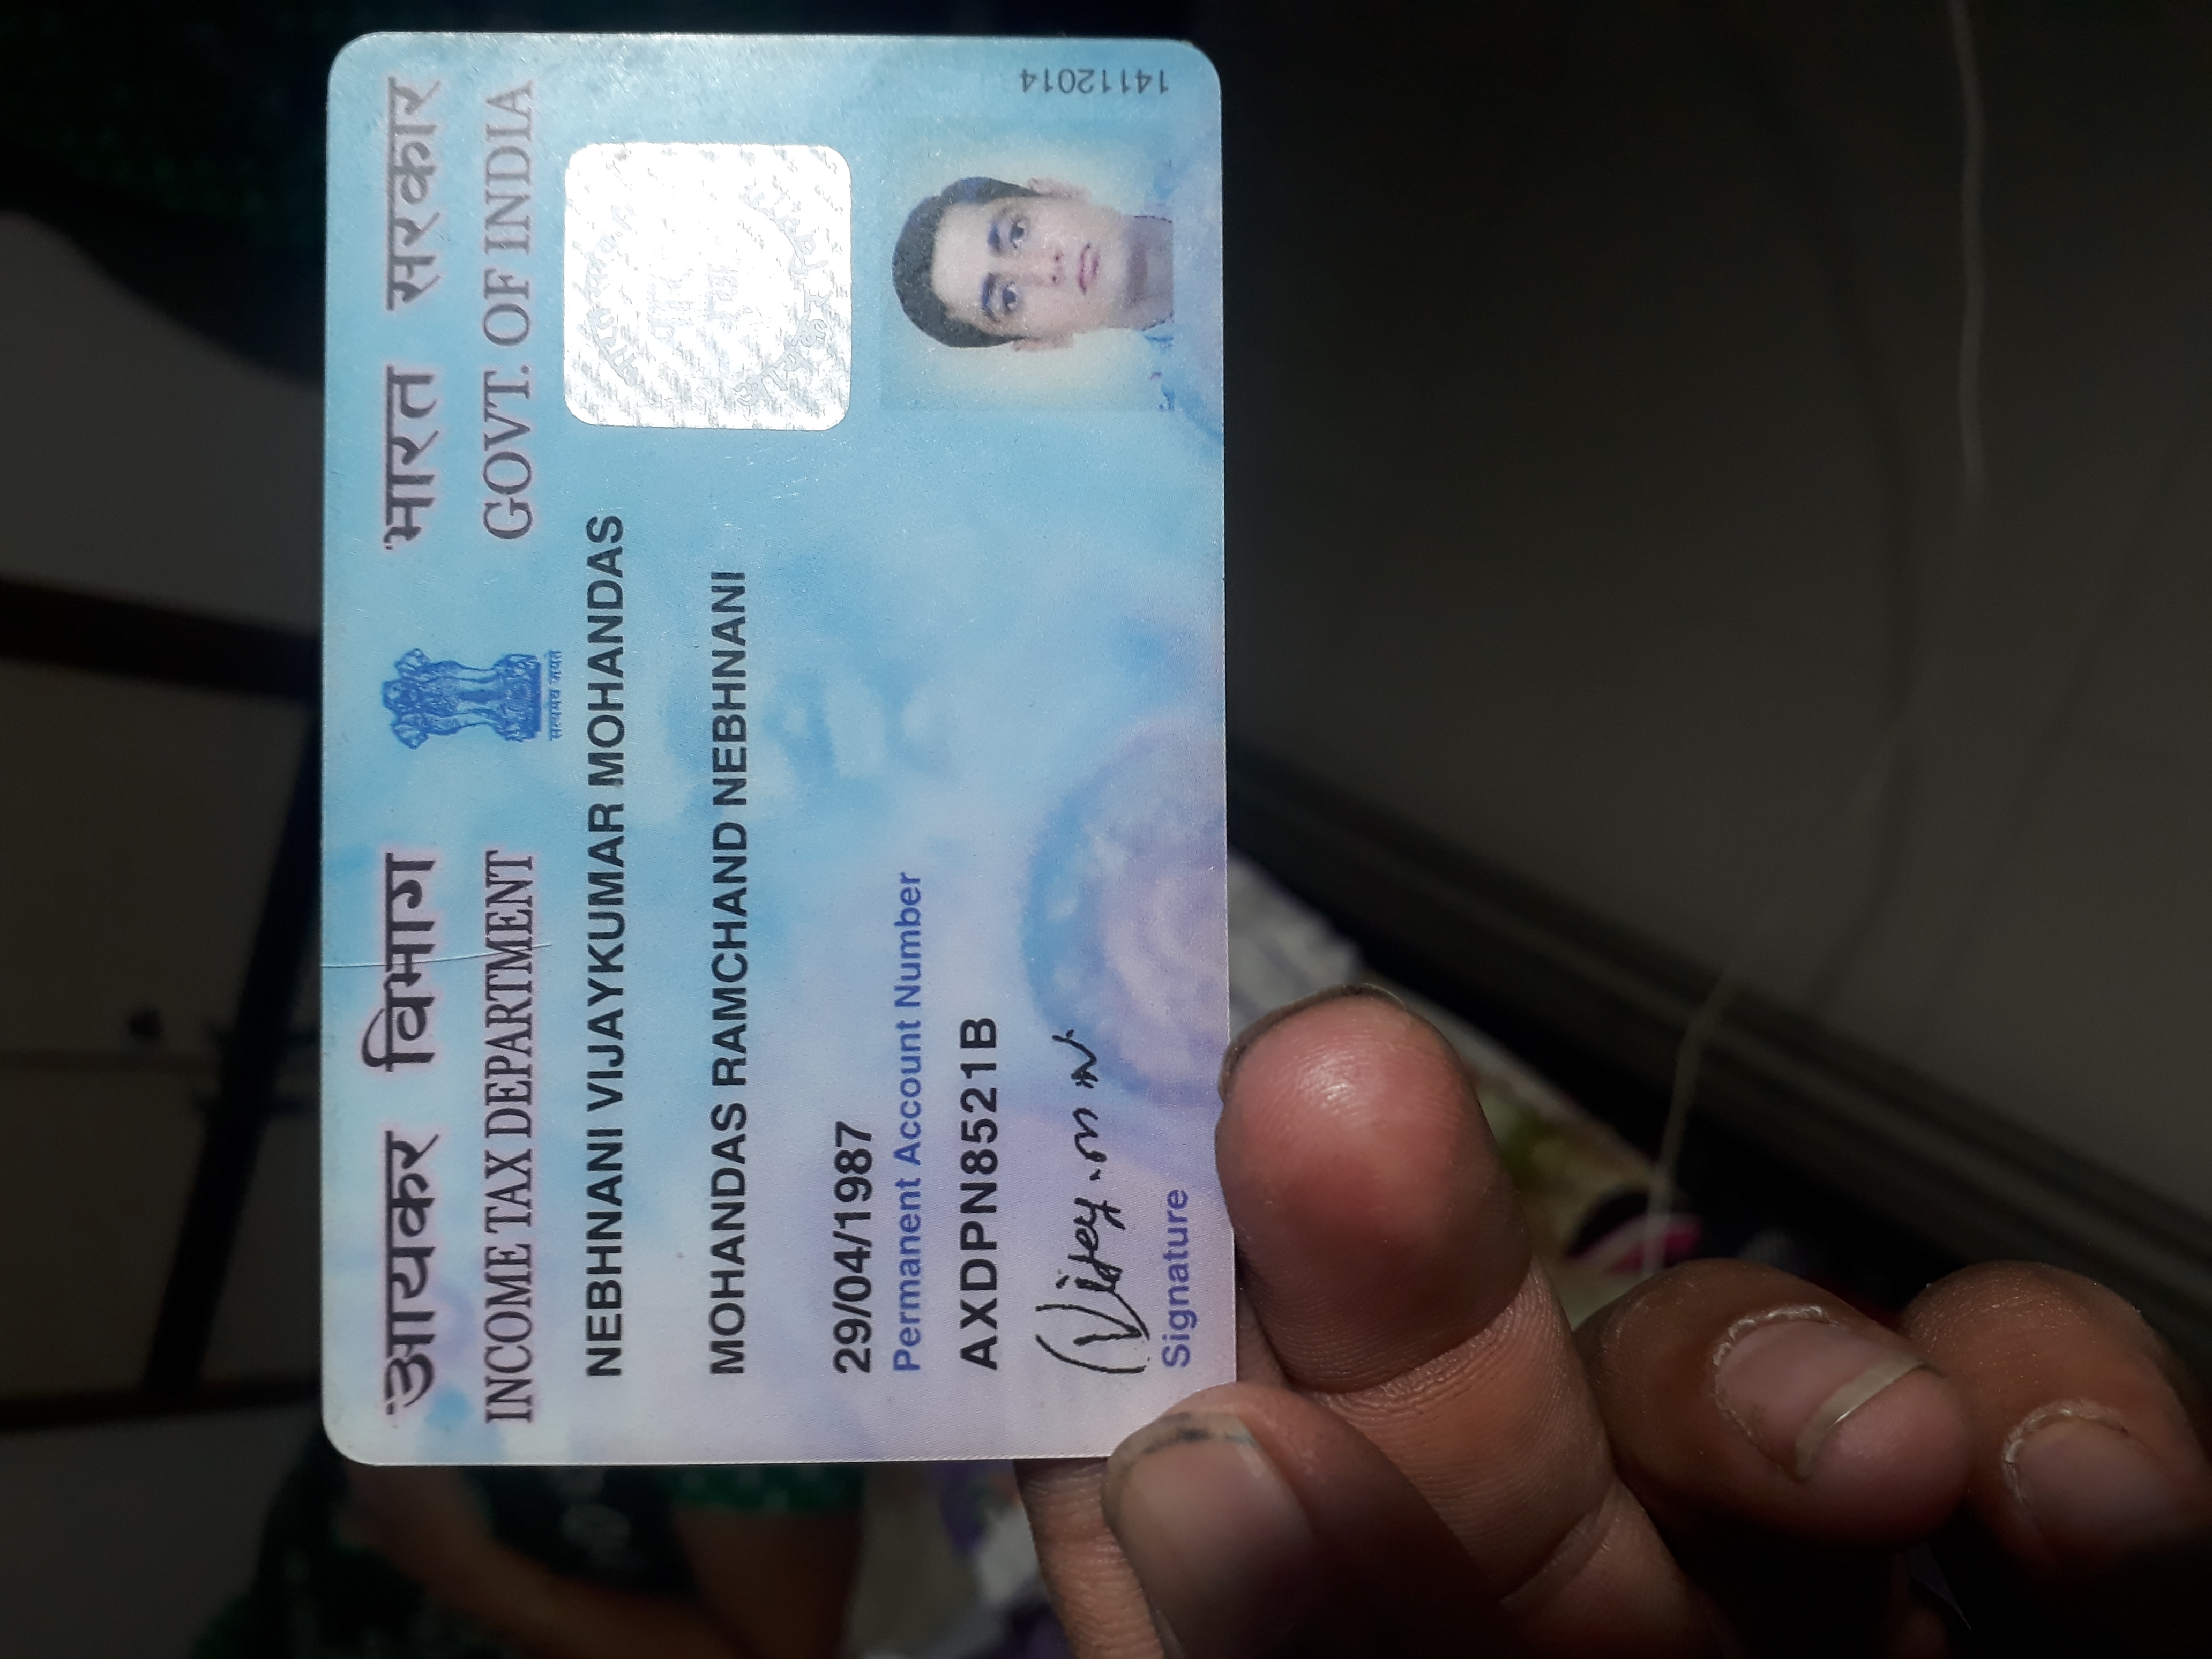 आयकर विभाग
INCOME TAX DEPARTMENT
भारत सरकार
GOVT. OF INDIA
सत्यमेव जयते
NEBHNANI VIJAYKUMAR MOHANDAS
MOHANDAS RAMCHAND NEBHNANI
29/04/1987
Permanent Account Number
AXDPN8521B
Signature
14112014